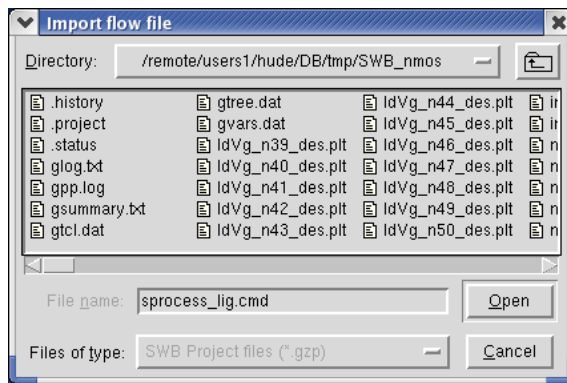 Import flow file
Directory: /remote/users1/hude/DB/tmp/SWB_nmos
.history gtree.dat IdVg_n44_des.plt
.project gvars.dat IdVg_n45_des.plt
.status IdVg_n39_des.plt IdVg_n46_des.plt n
glog.txt IdVg_n40_des.plt IdVg_n47_des.plt n
gpp.log IdVg_n41_des.plt IdVg_n48_des.plt n
gsummary.txt IdVg_n42_des.plt IdVg_n49_des.plt n
gtcl.dat IdVg_n43_des.plt IdVg_n50_des.plt n
File name: sprocess_lig.cmd Open
Files of type: SWB Project files (*.gzp) Cancel